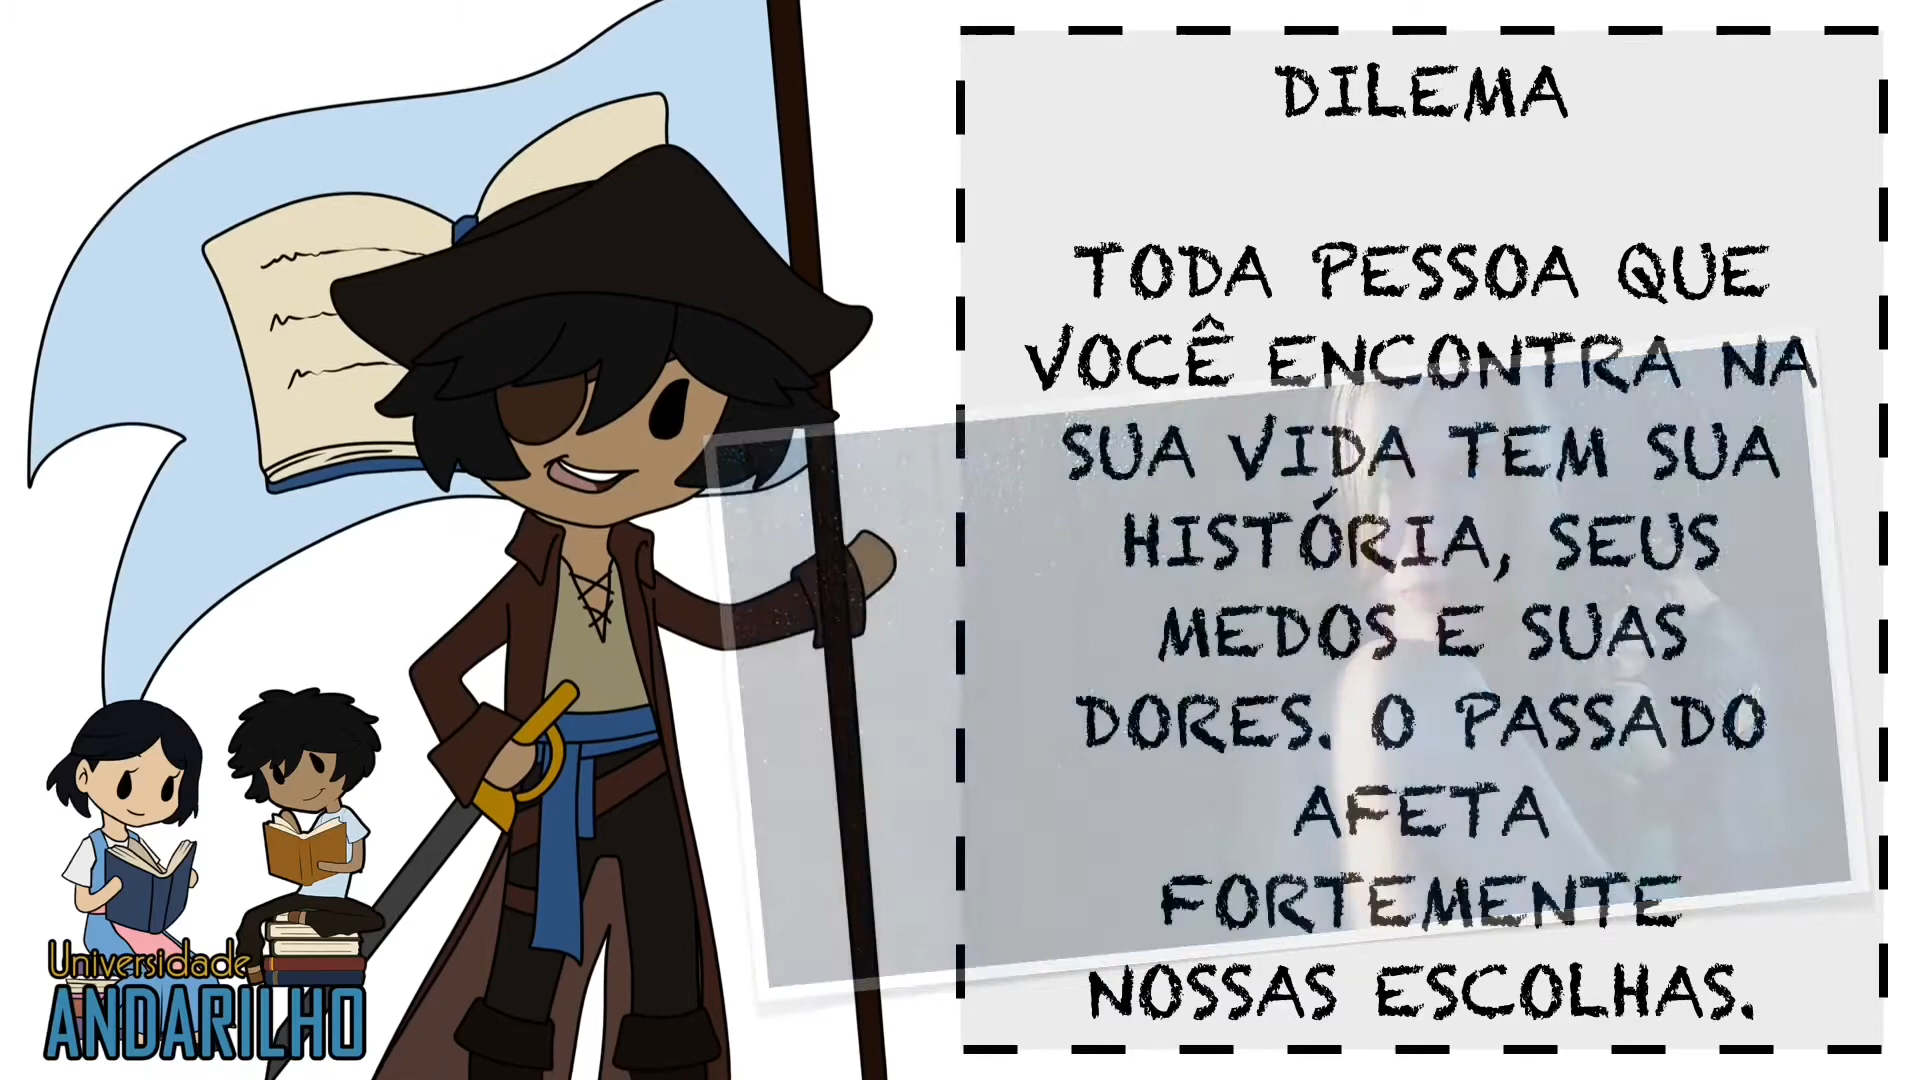 DILEMA
TODA PESSOA QUE
VOCÊ ENCONTRA NA
SUA VIDA TEM SUA
HISTÓRIA, SEUS
MEDOS E SUAS
DORES. O PASSADO
AFETA
FORTEMENTE
NOSSAS ESCOLHAS.
Universidade
ANDARILHO